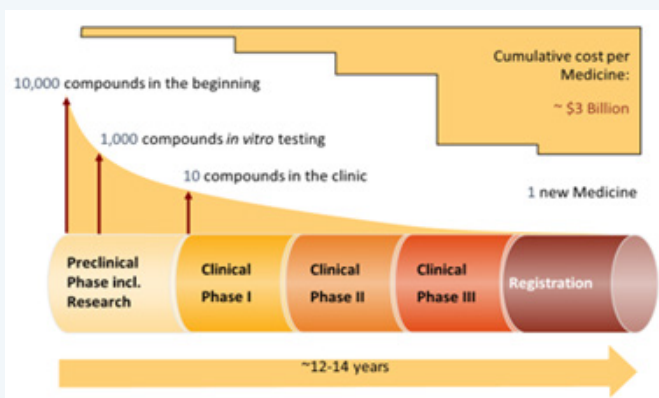 Cumulative cost per
Medicine:
~ $3 Billion
10,000 compounds in the beginning
1,000 compounds in vitro testing
10 compounds in the clinic
1 new Medicine
Preclinical
Phase incl.
Research
Clinical
Phase I
Clinical
Phase II
Clinical
Phase III
Registration
~12-14 years